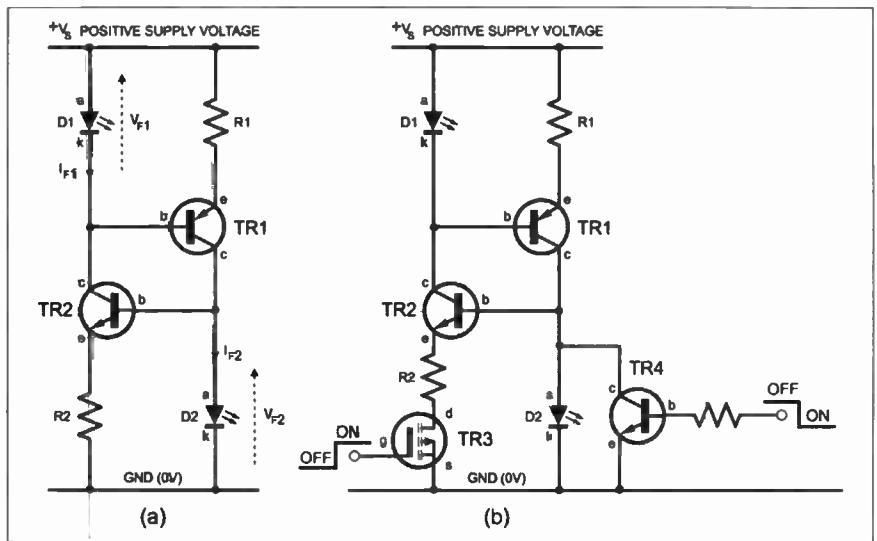 +VS POSITIVE SUPPLY VOLTAGE
a
D1
k
VF1
IF1
R1
e
b
TR1
c
c
TR2
b
e
IF2
R2
a
D2
k
VF2
GND (0V)
(a)
+VS POSITIVE SUPPLY VOLTAGE
a
D1
k
R1
e
b
TR1
c
c
TR2
b
e
R2
TR4
c
b
e
OFF
ON
a
D2
k
d
ON
OFF
g
TR3
s
GND (0V)
(b)